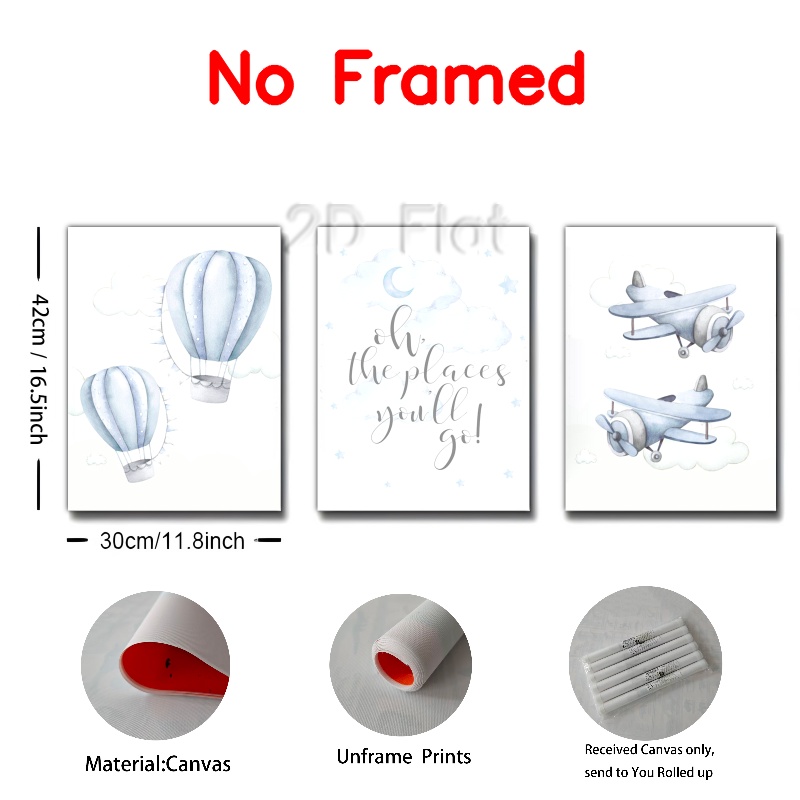 No Framed
2D Flat
42cm / 16.5inch
oh,
the places
you'll
go!
30cm/11.8inch
Material:Canvas
Unframe Prints
Received Canvas only,
send to You Rolled up